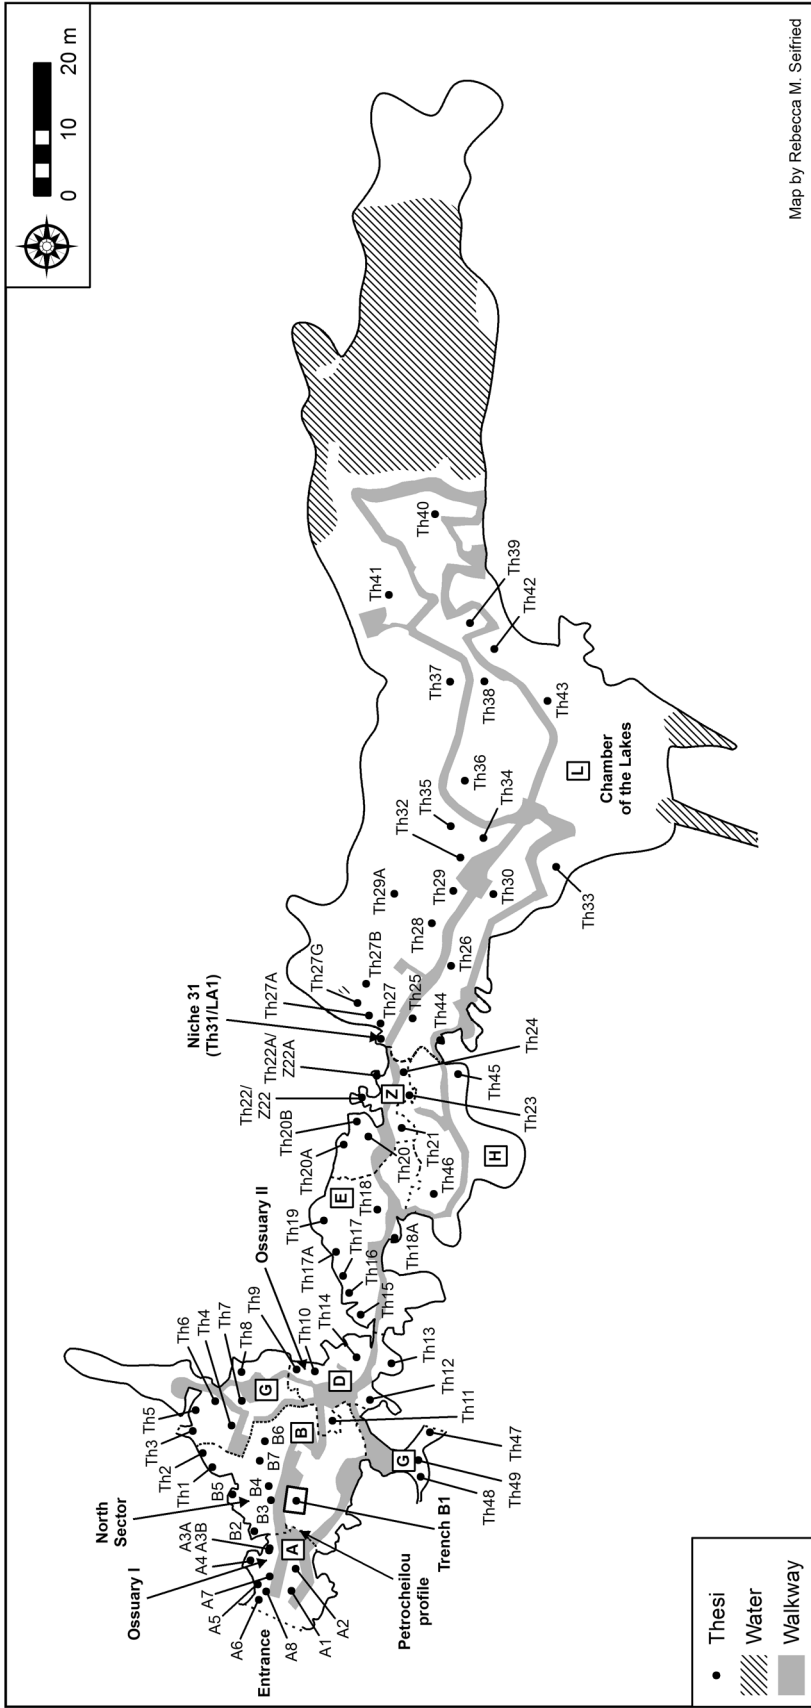 0
10
20 m
Ossuary I
North
Sector
Entrance
A6
A5
A7
A4
A3A
A3B
A8
A1
A2
A
B2
B3
B4
B5
B7
B6
B
Petrocheilou
profile
Trench B1
Th1
Th2
Th3
Th5
Th4
Th6
Th7
Th8
G
Th9
Ossuary II
Th10
D
Th14
Th11
Th12
Th13
G
Th47
Th48
Th49
Th15
Th16
Th17
Th17A
Th19
Th18
Th18A
E
Th20A
Th20
Th20B
Th21
Th22/
Z22
Th22A/
Z22A
Z
Th23
Th24
Th46
H
Th45
Th44
Niche 31
(Th31/LA1)
Th27
Th27A
Th27G
Th27B
Th25
Th26
Th28
Th29A
Th29
Th30
Th32
Th33
Th35
Th34
Th36
L
Chamber
of the Lakes
Th37
Th38
Th43
Th42
Th39
Th41
Th40
Thesi
Water
Walkway
Map by Rebecca M. Seifried